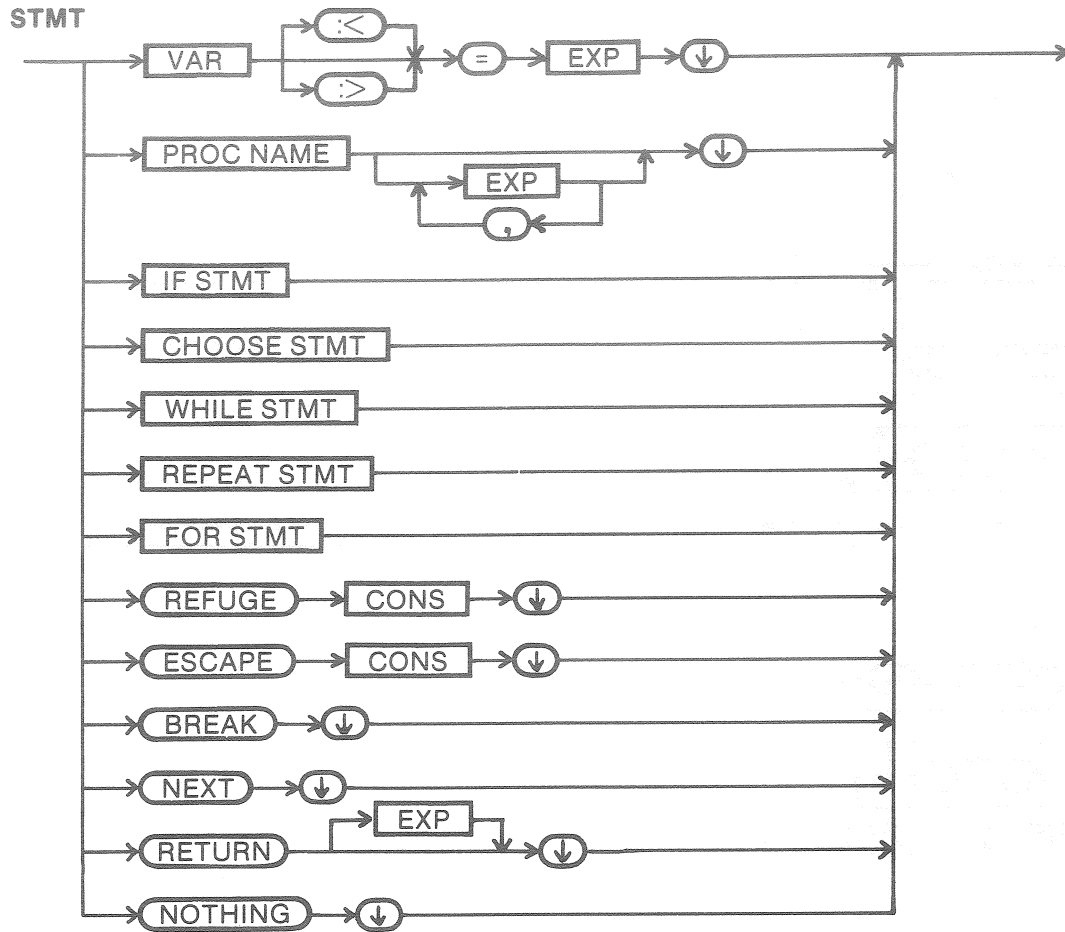 STMT
:<
VAR = EXP ↓
:>
PROC NAME ↓
EXP
,
IF STMT
CHOOSE STMT
WHILE STMT
REPEAT STMT
FOR STMT
REFUGE CONS ↓
ESCAPE CONS ↓
BREAK ↓
NEXT ↓
EXP
RETURN ↓
NOTHING ↓